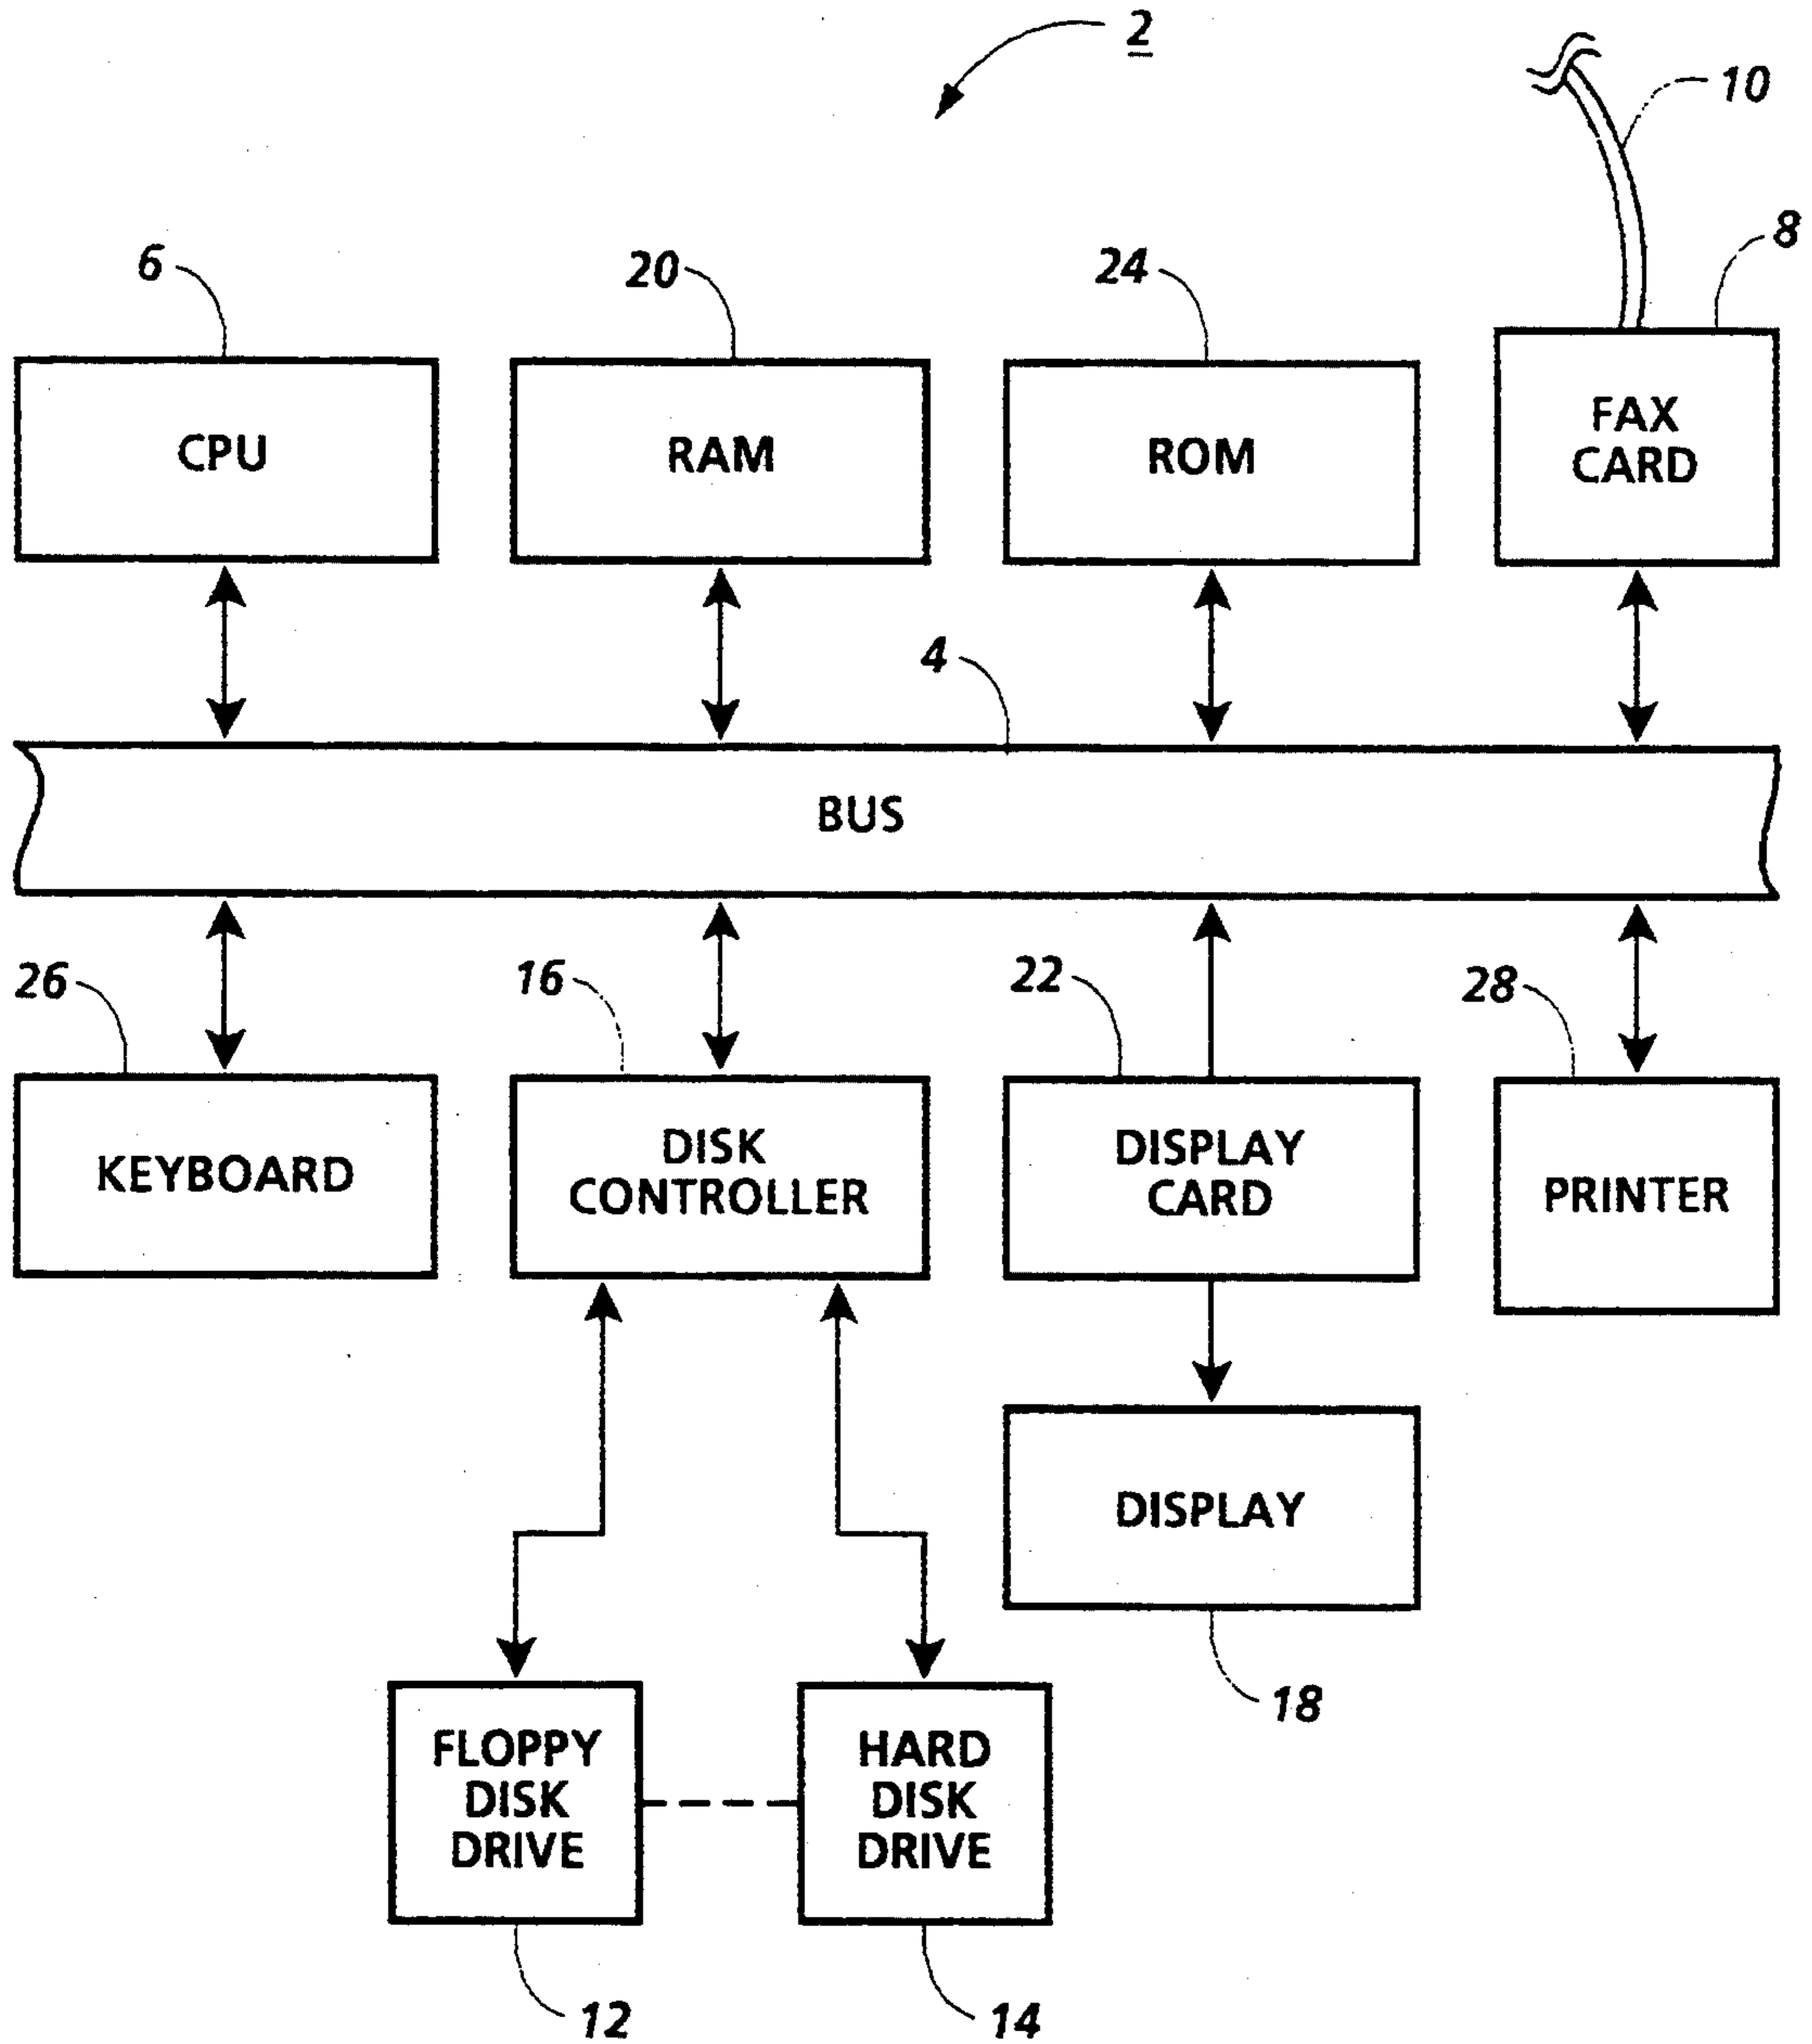 2
10
6
20
24
8
CPU
RAM
ROM
FAX
CARD
4
BUS
26
16
22
28
KEYBOARD
DISK
CONTROLLER
DISPLAY
CARD
PRINTER
DISPLAY
18
FLOPPY
DISK
DRIVE
HARD
DISK
DRIVE
12
14